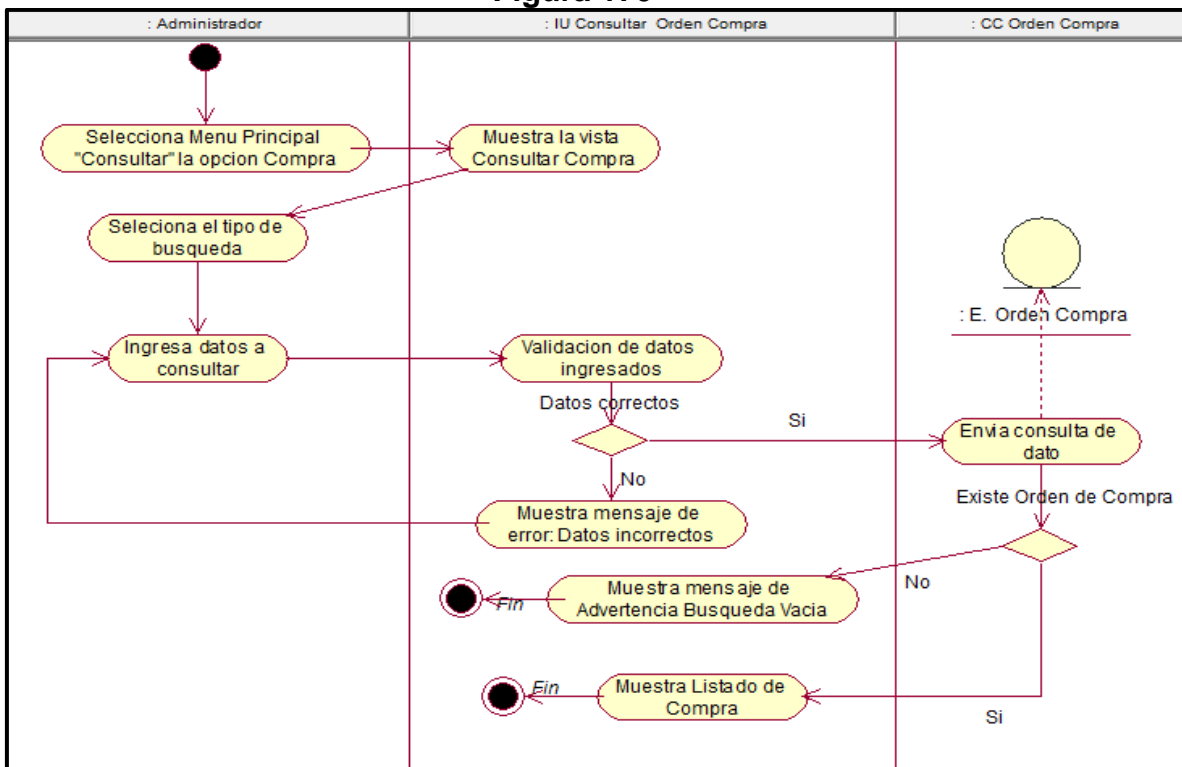 : Administrador
: IU Consultar Orden Compra
: CC Orden Compra
Selecciona Menu Principal
"Consultar" la opcion Compra
Muestra la vista
Consultar Compra
Seleciona el tipo de
busqueda
: E. Orden Compra
Ingresa datos a
consultar
Validacion de datos
ingresados
Datos correctos
Si
Envia consulta de
dato
No
Existe Orden de Compra
Muestra mensaje de
error: Datos incorrectos
No
Muestra mensaje de
Advertencia Busqueda Vacia
Fin
Muestra Listado de
Compra
Fin
Si